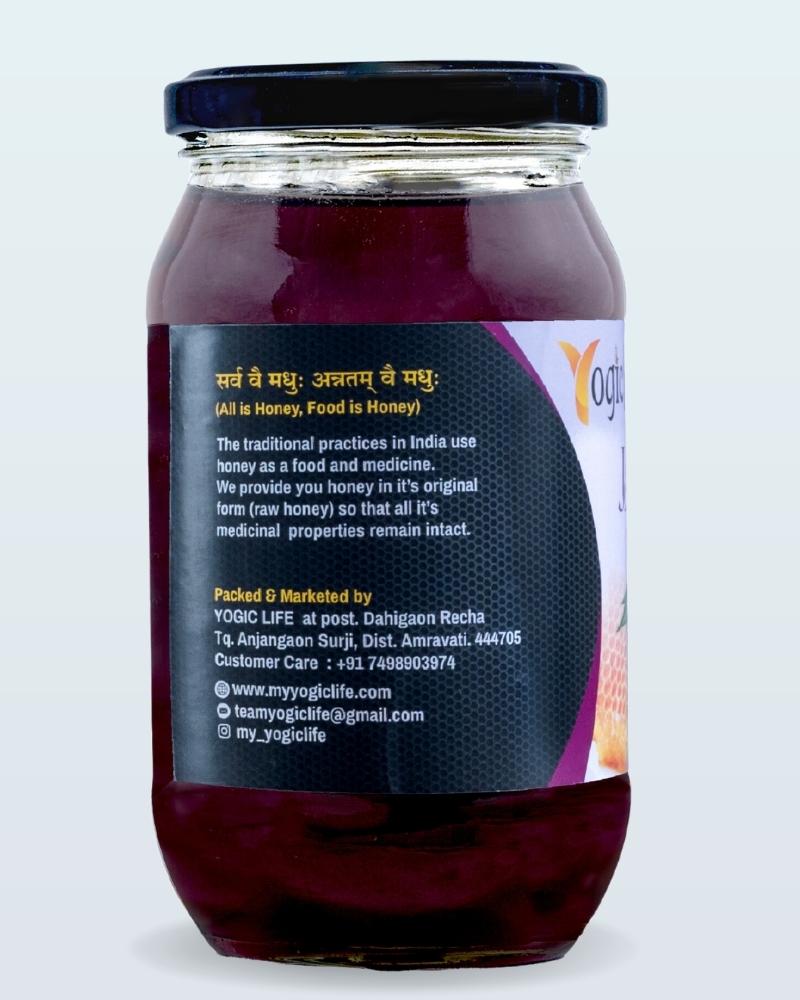 सर्व वै मधुः अन्नतम् वै मधुः
(All is Honey, Food is Honey)
The traditional practices in India use
honey as a food and medicine.
We provide you honey in it's original
form (raw honey) so that all it's
medicinal properties remain intact.
Packed & Marketed by
YOGIC LIFE at post. Dahigaon Recha
Tq. Anjangaon Surji, Dist. Amravati. 444705
Customer Care : +91 7498903974
www.myyogiclife.com
teamyogiclife@gmail.com
my_yogiclife
Yogic